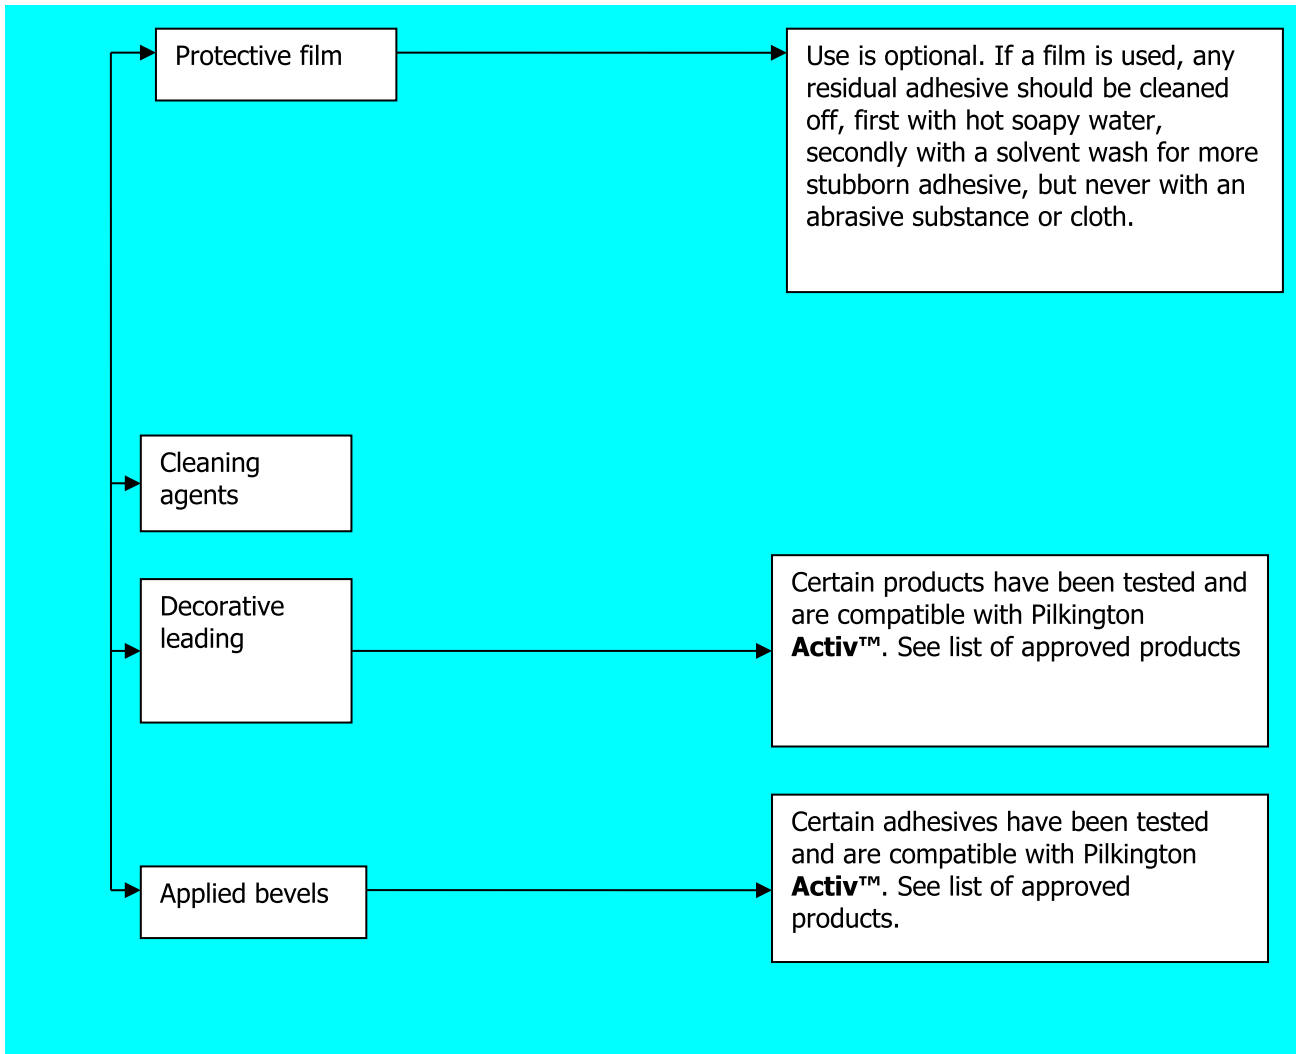 Protective film
Use is optional. If a film is used, any
residual adhesive should be cleaned
off, first with hot soapy water,
secondly with a solvent wash for more
stubborn adhesive, but never with an
abrasive substance or cloth.
Cleaning
agents
Decorative
leading
Certain products have been tested and
are compatible with Pilkington
Activ™. See list of approved products
Applied bevels
Certain adhesives have been tested
and are compatible with Pilkington
Activ™. See list of approved
products.